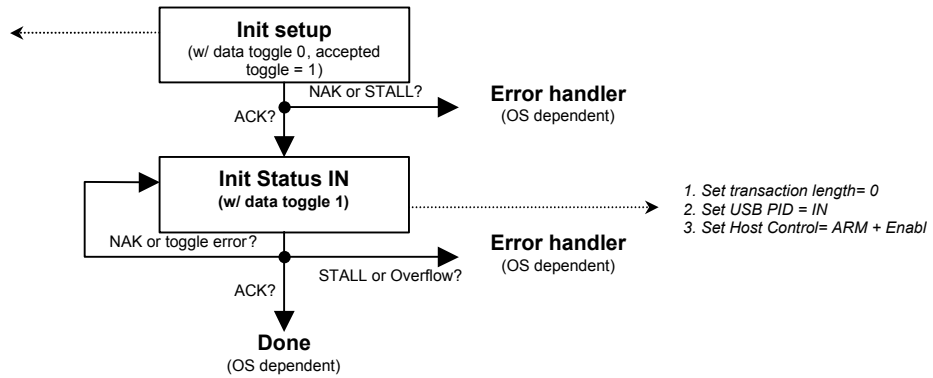 Init setup
(w/ data toggle 0, accepted
toggle = 1)
NAK or STALL?
Error handler
(OS dependent)
ACK?
Init Status IN
(w/ data toggle 1)
1. Set transaction length= 0
2. Set USB PID = IN
3. Set Host Control= ARM + Enabl
NAK or toggle error?
Error handler
(OS dependent)
STALL or Overflow?
ACK?
Done
(OS dependent)